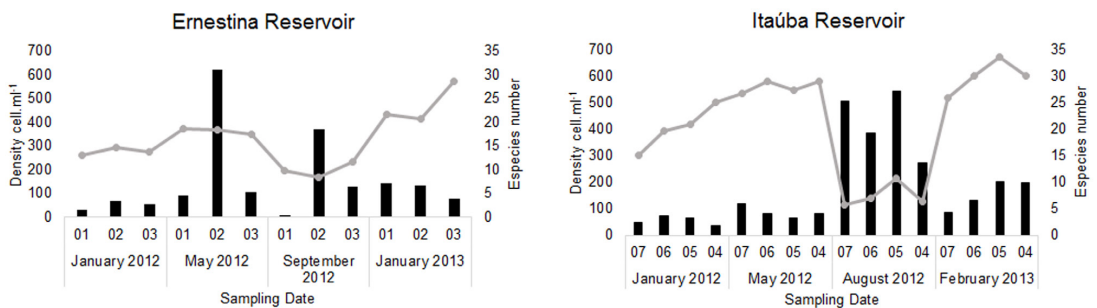 Ernestina Reservoir
700
600
500
400
300
200
100
0
Density cell.ml-1
35
30
25
20
15
10
5
0
Especies number
01 02 03 01 02 03 01 02 03 01 02 03
January 2012 May 2012 September 2012 January 2013
Sampling Date
Itaúba Reservoir
700
600
500
400
300
200
100
0
Density cell.ml-1
35
30
25
20
15
10
5
0
Especies number
07 06 05 04 07 06 05 04 07 06 05 04 07 06 05 04
January 2012 May 2012 August 2012 February 2013
Sampling Date